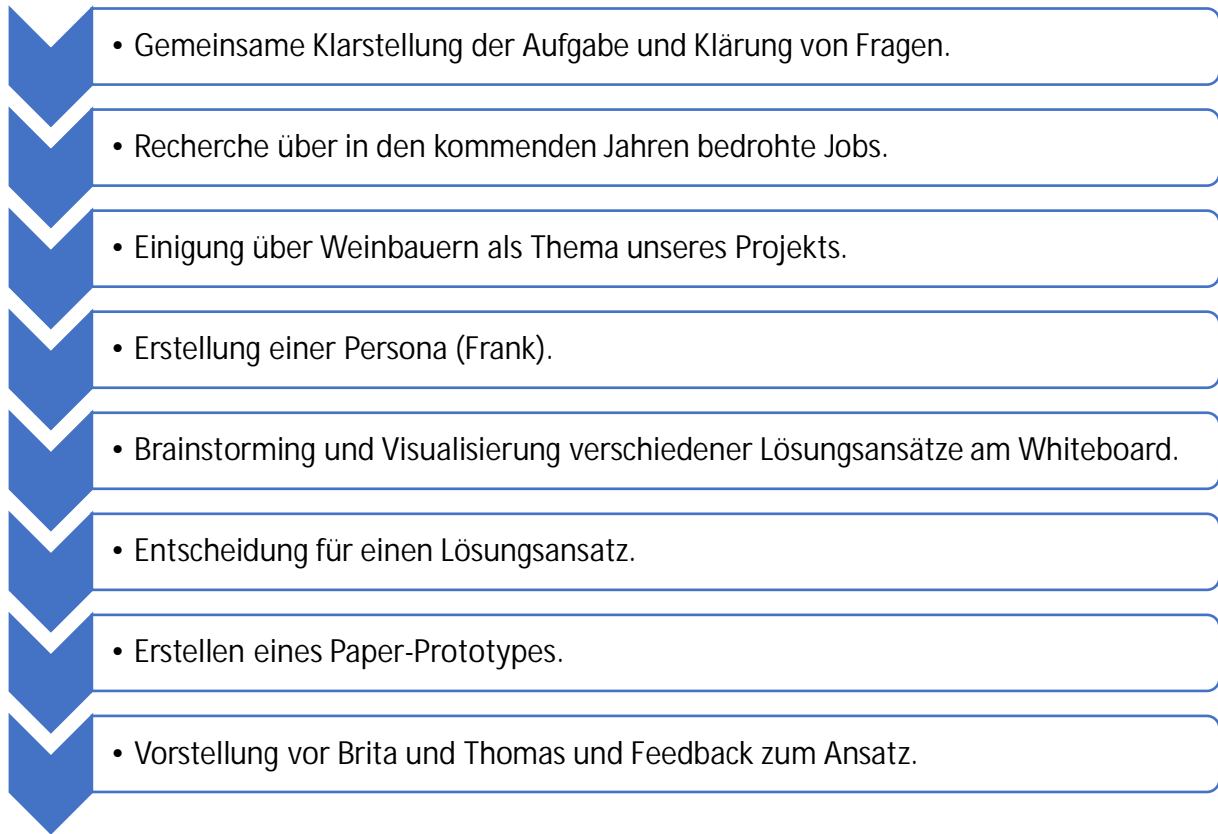 • Gemeinsame Klarstellung der Aufgabe und Klärung von Fragen.
• Recherche über in den kommenden Jahren bedrohte Jobs.
• Einigung über Weinbauern als Thema unseres Projekts.
• Erstellung einer Persona (Frank).
• Brainstorming und Visualisierung verschiedener Lösungsansätze am Whiteboard.
• Entscheidung für einen Lösungsansatz.
• Erstellen eines Paper-Prototypes.
• Vorstellung vor Brita und Thomas und Feedback zum Ansatz.